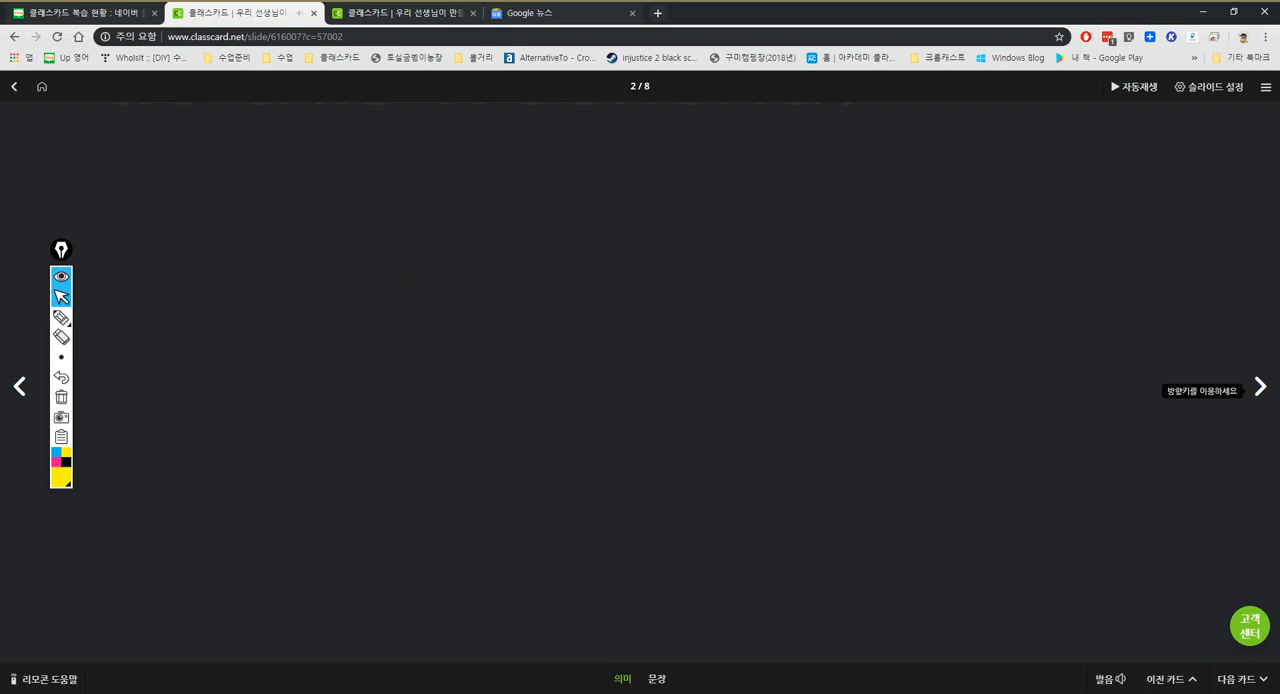 클래스카드 복습 현황 : 네이버
클래스카드 | 우리 선생님이
클래스카드 | 우리 선생님이 만
Google 뉴스
주의 요함 | www.classcard.net/slide/616007?c=57002
앱
Up 영어
WhoIsIt :: [DIY] 수...
수업준비
수업
클래스카드
토실굼벵이농장
볼거리
AlternativeTo - Cro...
injustice 2 black sc...
구미캠핑장(2018년)
홈 | 아카데미 클라...
크롬캐스트
Windows Blog
내 책 - Google Play
»
기타 북마크
2 / 8
자동재생
슬라이드 설정
방향키를 이용하세요
고객
센터
리모콘 도움말
의미
문장
발음
이전 카드
다음 카드